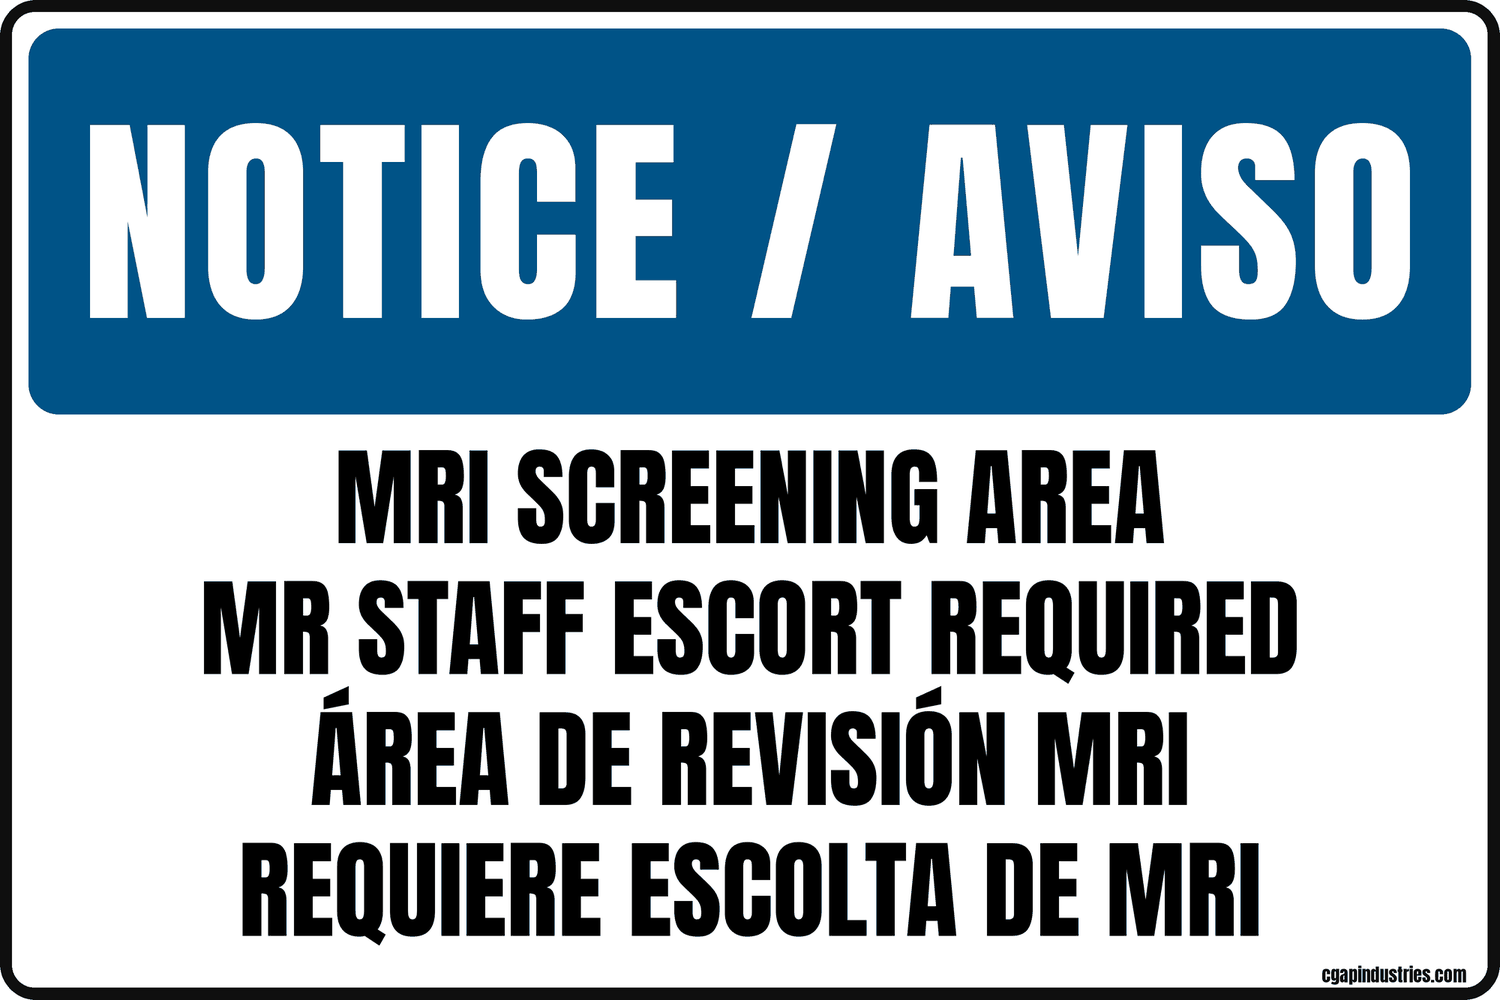 NOTICE / AVISO
MRI SCREENING AREA
MR STAFF ESCORT REQUIRED
ÁREA DE REVISIÓN MRI
REQUIERE ESCOLTA DE MRI
cgapindustries.com